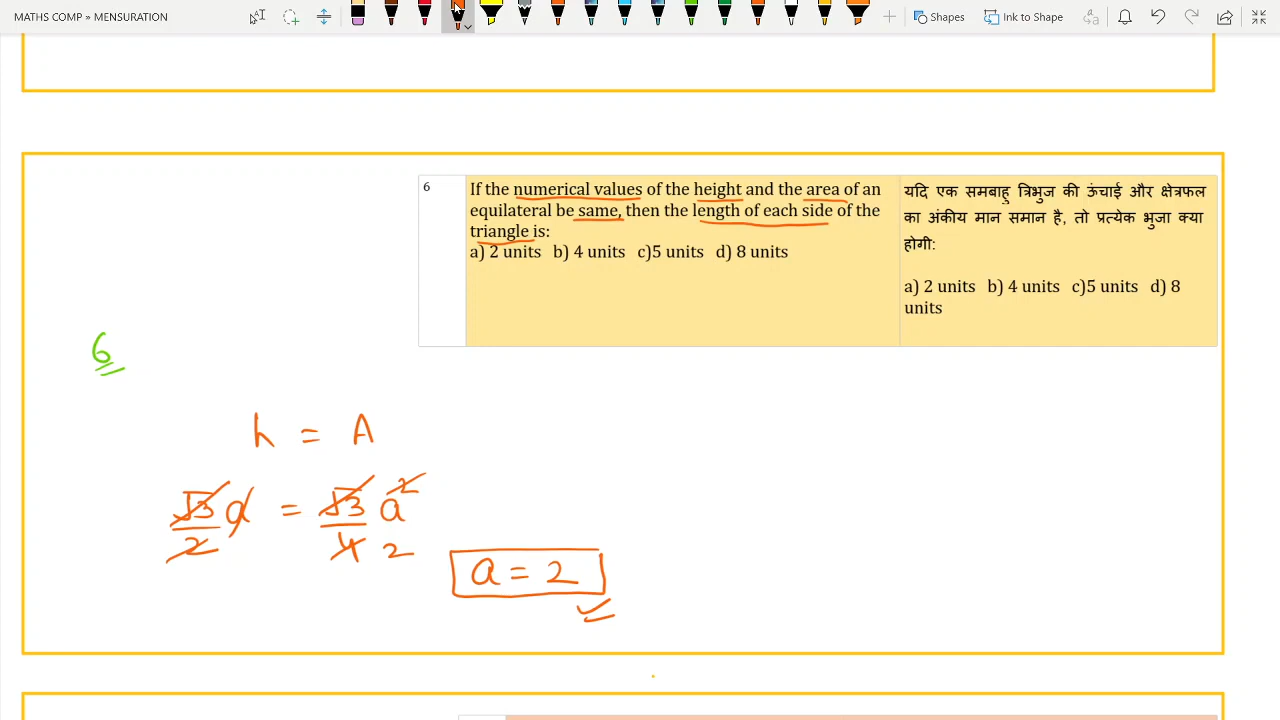 MATHS COMP » MENSURATION
Shapes
Ink to Shape
6
If the numerical values of the height and the area of an
equilateral be same, then the length of each side of the
triangle is:
a) 2 units b) 4 units c)5 units d) 8 units
यदि एक समबाहु त्रिभुज की ऊंचाई और क्षेत्रफल
का अंकीय मान समान है, तो प्रत्येक भुजा क्या
होगी:
a) 2 units b) 4 units c)5 units d) 8
units
6
h = A
√3/2 a = √3/4 a²
2
a = 2